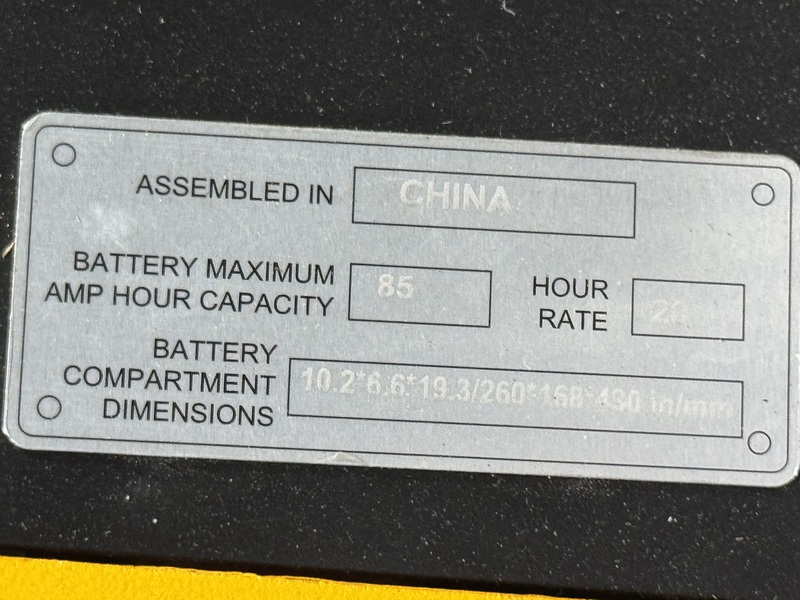 ASSEMBLED IN CHINA
BATTERY MAXIMUM
AMP HOUR CAPACITY 85
HOUR
RATE 20
BATTERY
COMPARTMENT
DIMENSIONS 10.2*6.6*19.3/260*168*490 in/mm